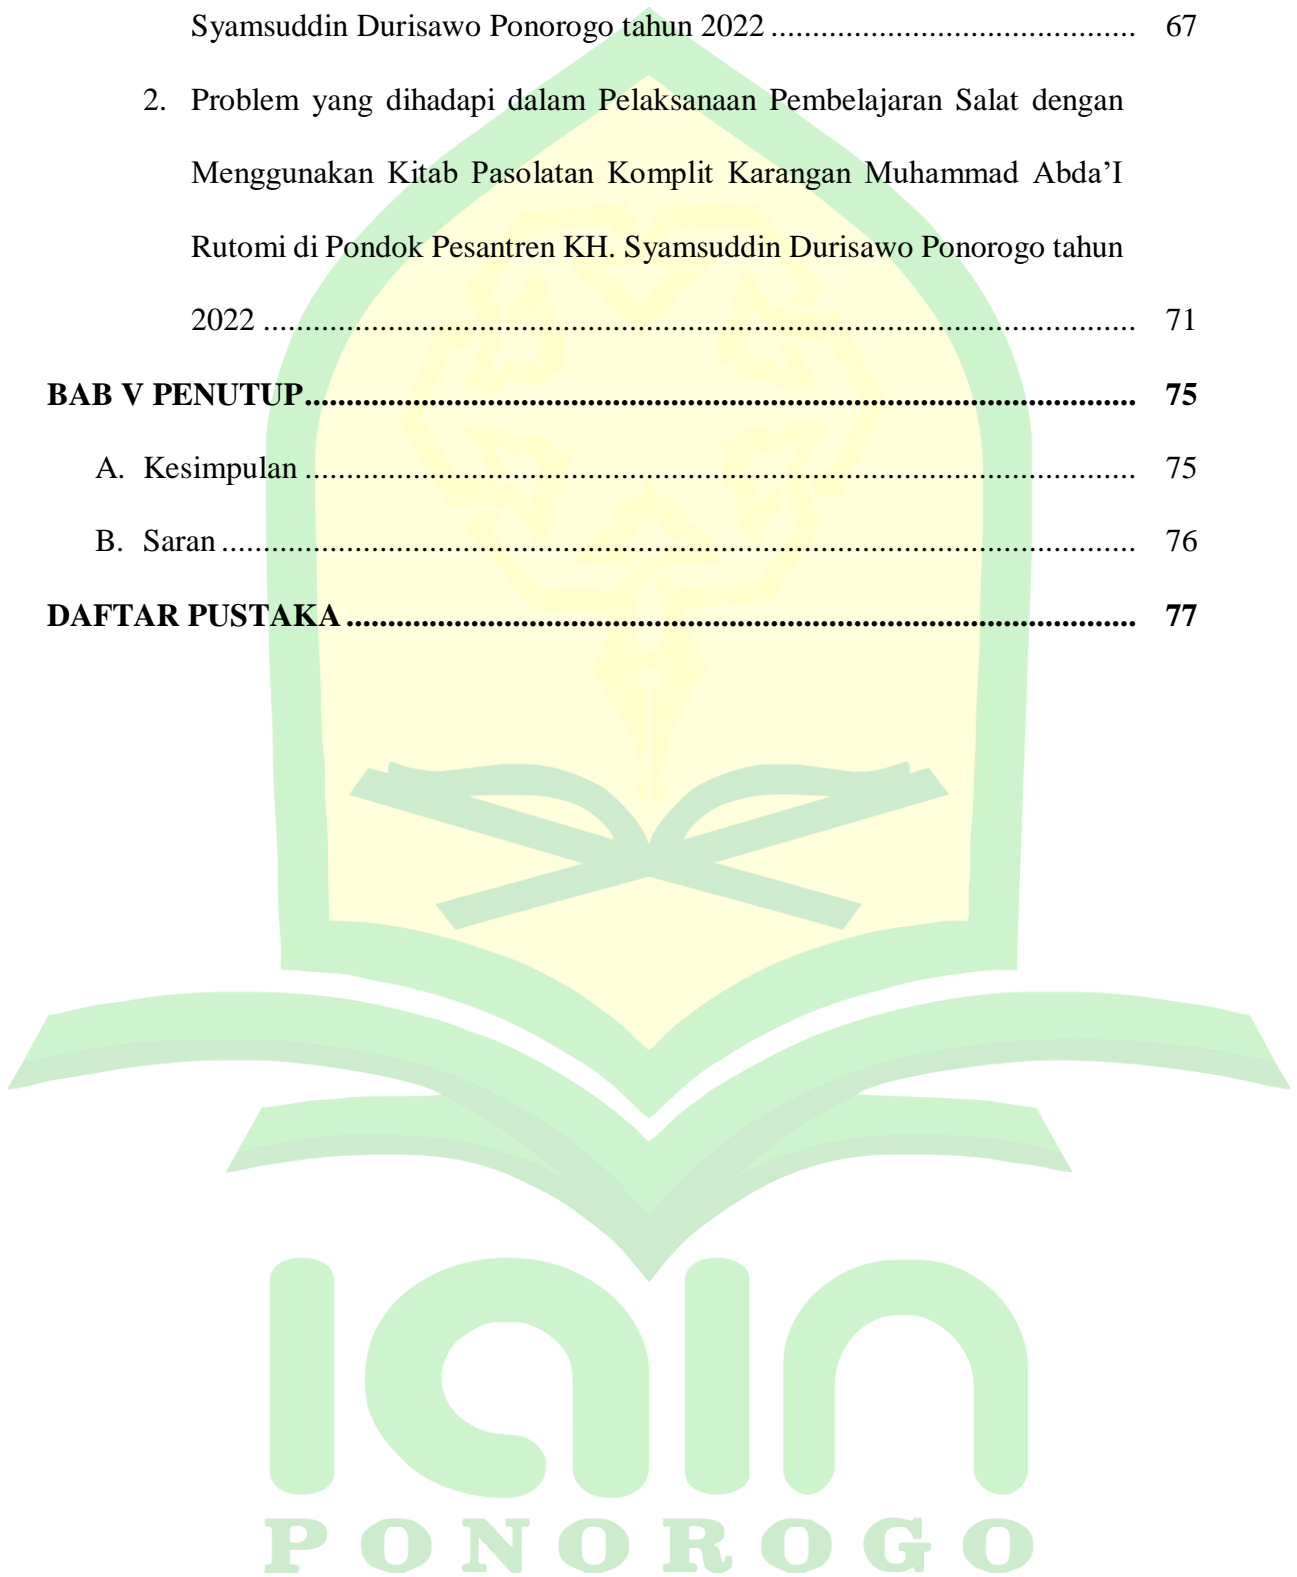 Syamsuddin Durisawo Ponorogo tahun 2022 ........................................ 67
2. Problem yang dihadapi dalam Pelaksanaan Pembelajaran Salat dengan
Menggunakan Kitab Pasolatan Komplit Karangan Muhammad Abda’I
Rutomi di Pondok Pesantren KH. Syamsuddin Durisawo Ponorogo tahun
2022 ................................................................................................ 71
BAB V PENUTUP............................................................................................ 75
A. Kesimpulan ............................................................................................ 75
B. Saran ..................................................................................................... 76
DAFTAR PUSTAKA ....................................................................................... 77
iain
PONOROGO